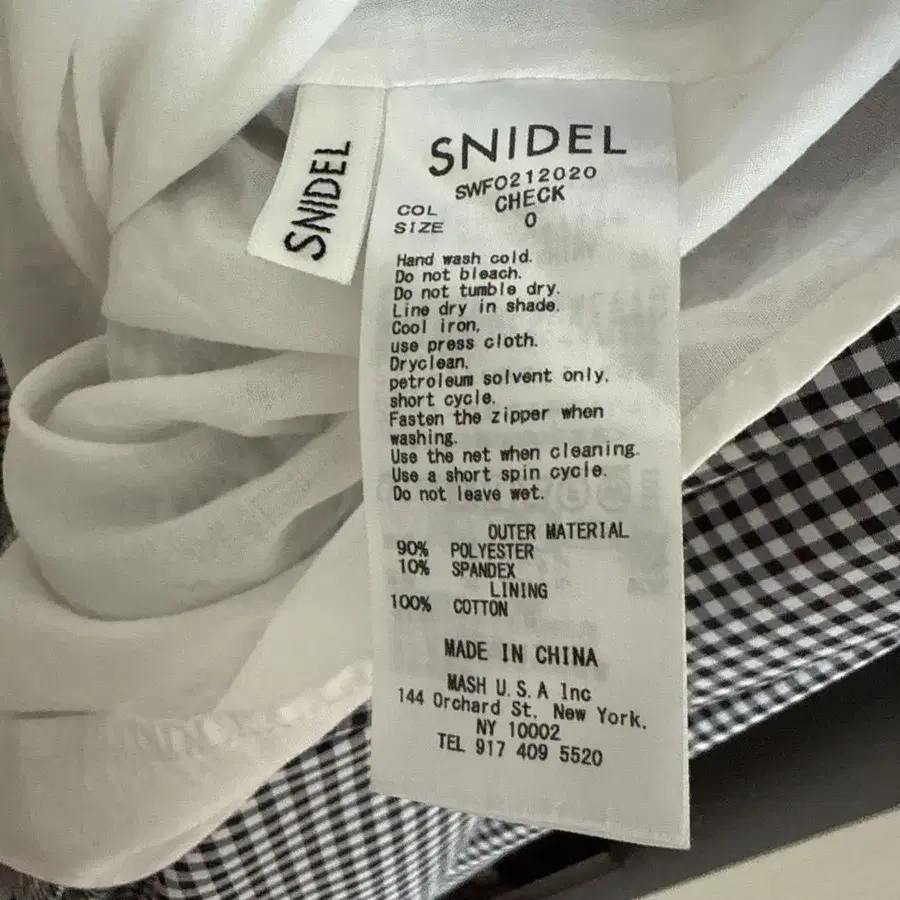 SNIDEL
SNIDEL
SWFO212020
COL CHECK
SIZE 0
Hand wash cold.
Do not bleach.
Do not tumble dry.
Line dry in shade.
Cool iron,
use press cloth.
Dryclean,
petroleum solvent only,
short cycle.
Fasten the zipper when
washing.
Use the net when cleaning.
Use a short spin cycle.
Do not leave wet.
OUTER MATERIAL
90% POLYESTER
10% SPANDEX
LINING
100% COTTON
MADE IN CHINA
MASH U.S.A Inc
144 Orchard St. New York.
NY 10002
TEL 917 409 5520